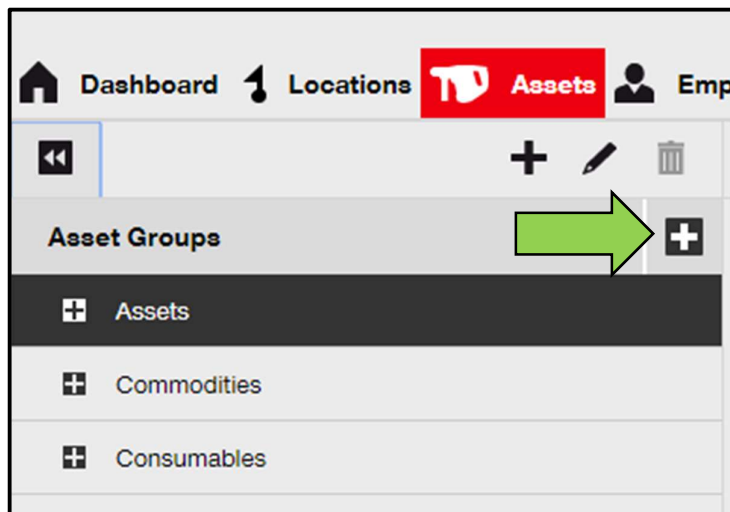 Dashboard Locations Assets Emp
Asset Groups
Assets
Commodities
Consumables